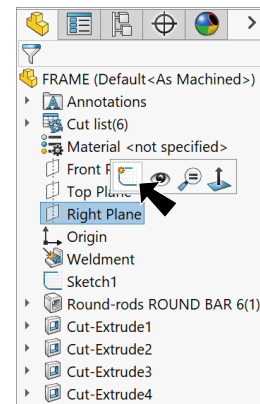 FRAME (Default<As Machined>)
Annotations
Cut list(6)
Material <not specified>
Front P
Top Pla
Right Plane
Origin
Weldment
Sketch1
Round-rods ROUND BAR 6(1)
Cut-Extrude1
Cut-Extrude2
Cut-Extrude3
Cut-Extrude4